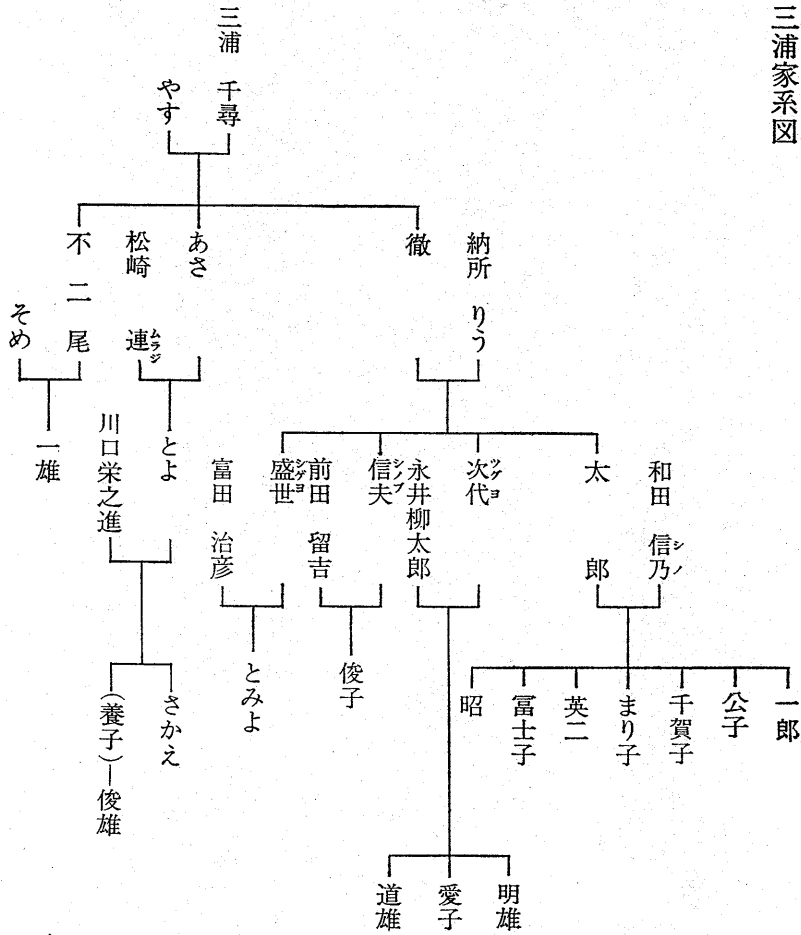 三浦家系図
三浦 千尋
やす
納所 りう
徹
あさ
松崎 連
ムラジ
不二尾
そめ
和田 信乃
シノ
太郎
次代
ツグヨ
永井柳太郎
信夫
シノブ
前田 留吉
盛世
シゲヨ
富田 治彦
とよ
川口栄之進
一雄
一郎
公子
千賀子
まり子
英二
冨士子
昭
俊子
とみよ
さかえ
(養子)―俊雄
明雄
愛子
道雄